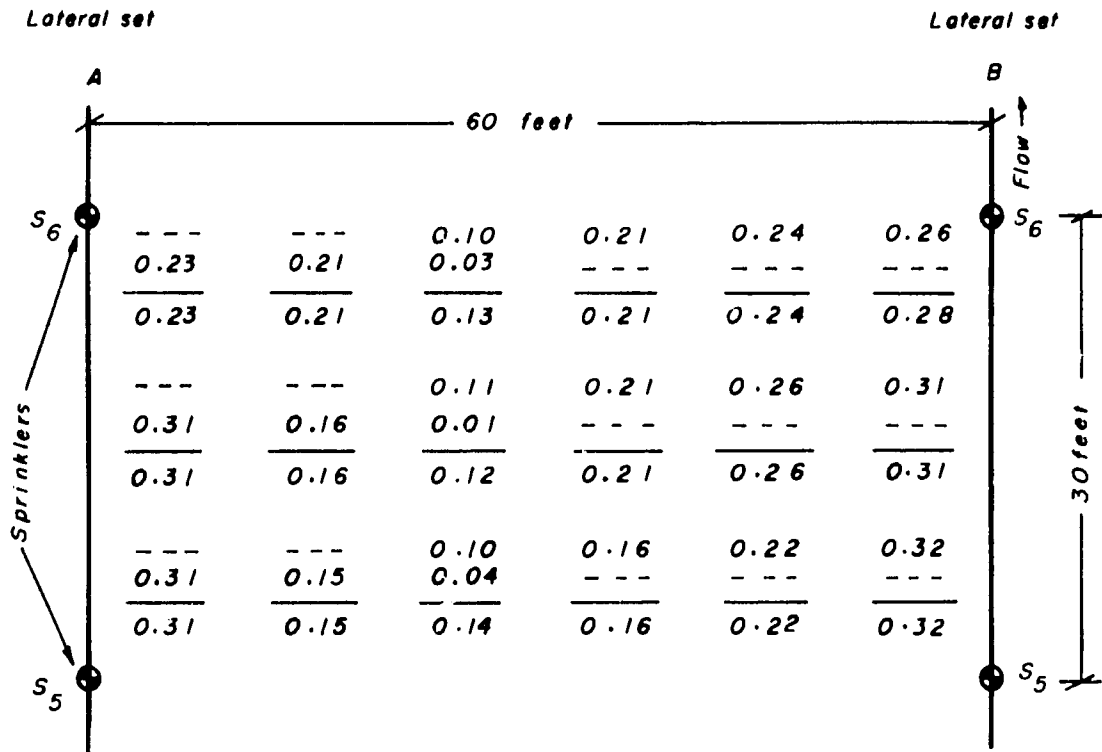 Lateral set
Lateral set
A
B
60 feet
Flow
S6
S6
--- --- 0.10 0.21 0.24 0.26
0.23 0.21 0.03 --- --- ---
0.23 0.21 0.13 0.21 0.24 0.28
--- --- 0.11 0.21 0.26 0.31
0.31 0.16 0.01 --- --- ---
0.31 0.16 0.12 0.21 0.26 0.31
Sprinklers
30 feet
--- --- 0.10 0.16 0.22 0.32
0.31 0.15 0.04 --- --- ---
0.31 0.15 0.14 0.16 0.22 0.32
S5
S5